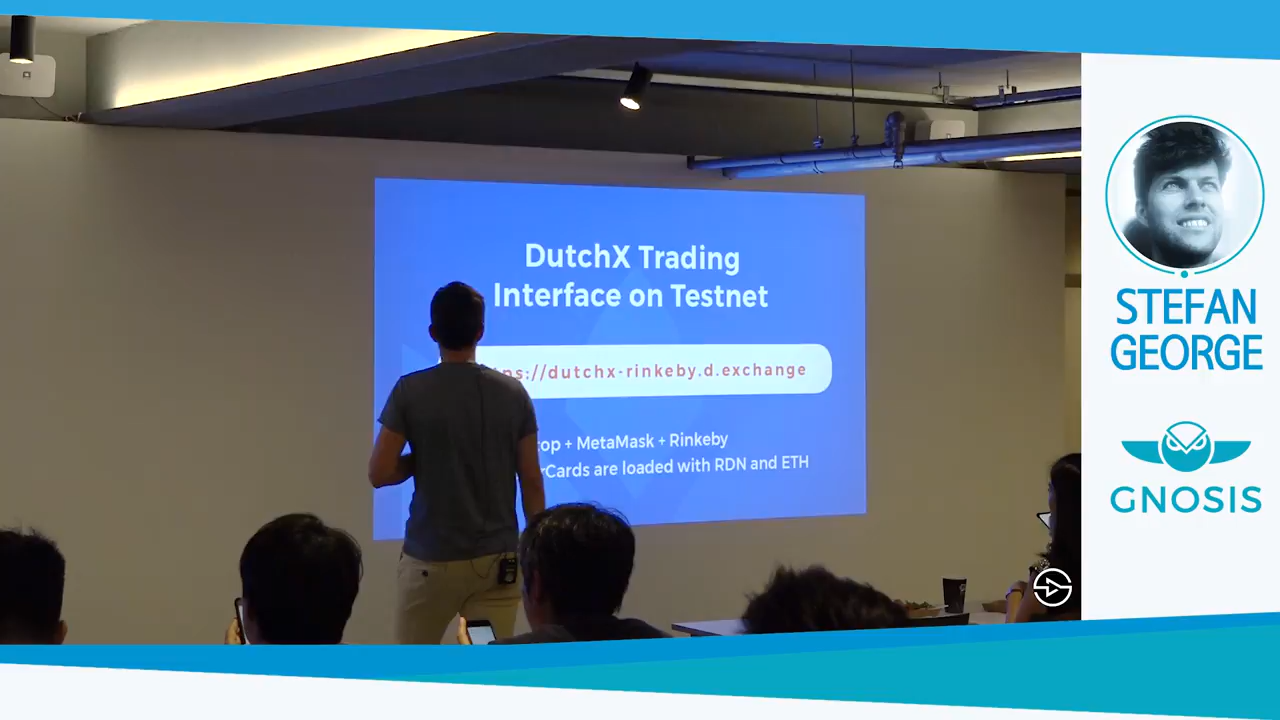 DutchX Trading
Interface on Testnet
ps://dutchx-rinkeby.d.exchange
top + MetaMask + Rinkeby
rCards are loaded with RDN and ETH
STEFAN
GEORGE
GNOSIS